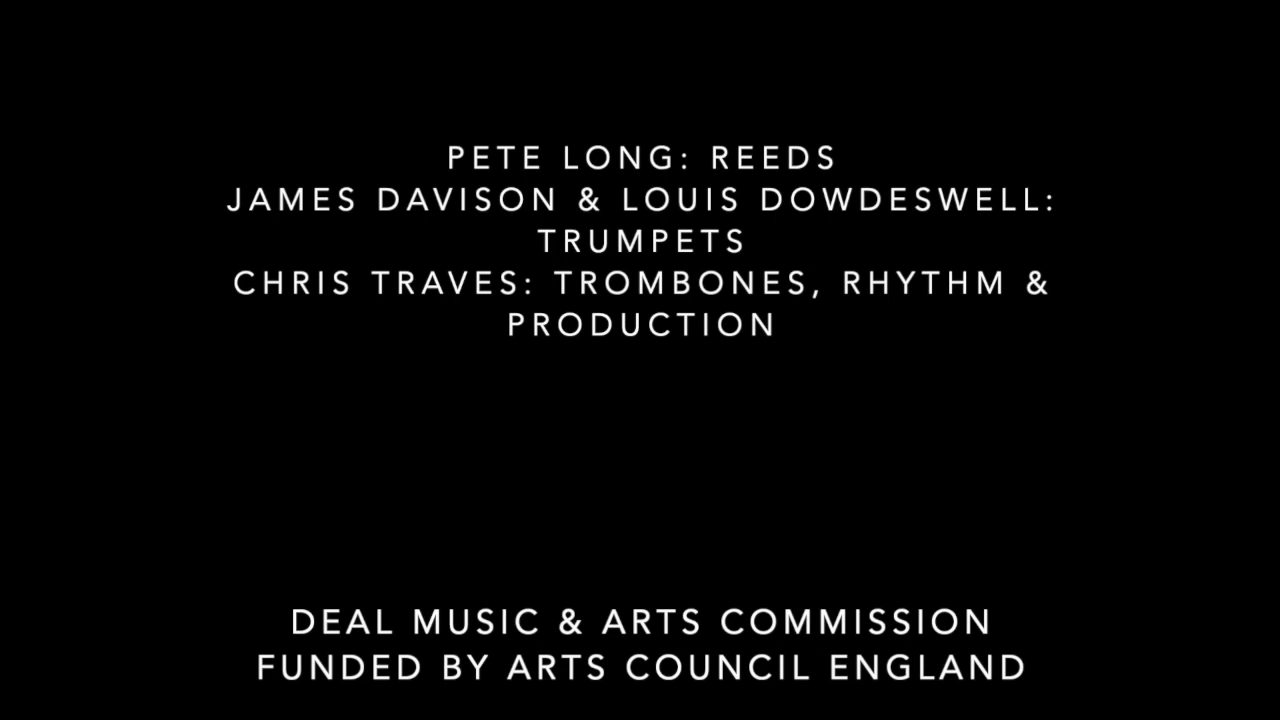 PETE LONG: REEDS
JAMES DAVISON & LOUIS DOWDESWELL:
TRUMPETS
CHRIS TRAVES: TROMBONES, RHYTHM &
PRODUCTION
DEAL MUSIC & ARTS COMMISSION
FUNDED BY ARTS COUNCIL ENGLAND